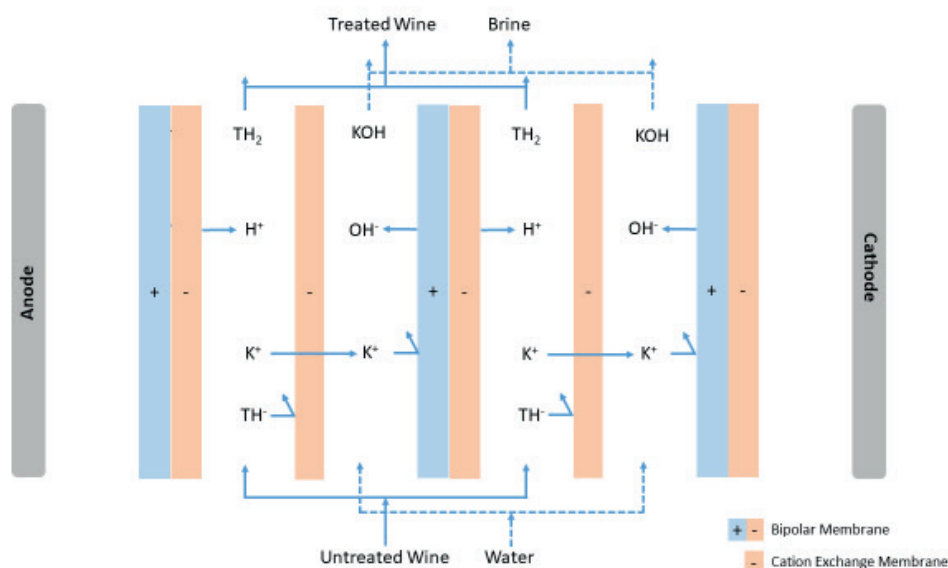 Treated Wine Brine
TH₂ KOH TH₂ KOH
H⁺ OH⁻ H⁺ OH⁻
Anode
+ - - + - - + -
Cathode
K⁺ K⁺ K⁺ K⁺
TH⁻ TH⁻
Untreated Wine Water
+ - Bipolar Membrane
- Cation Exchange Membrane